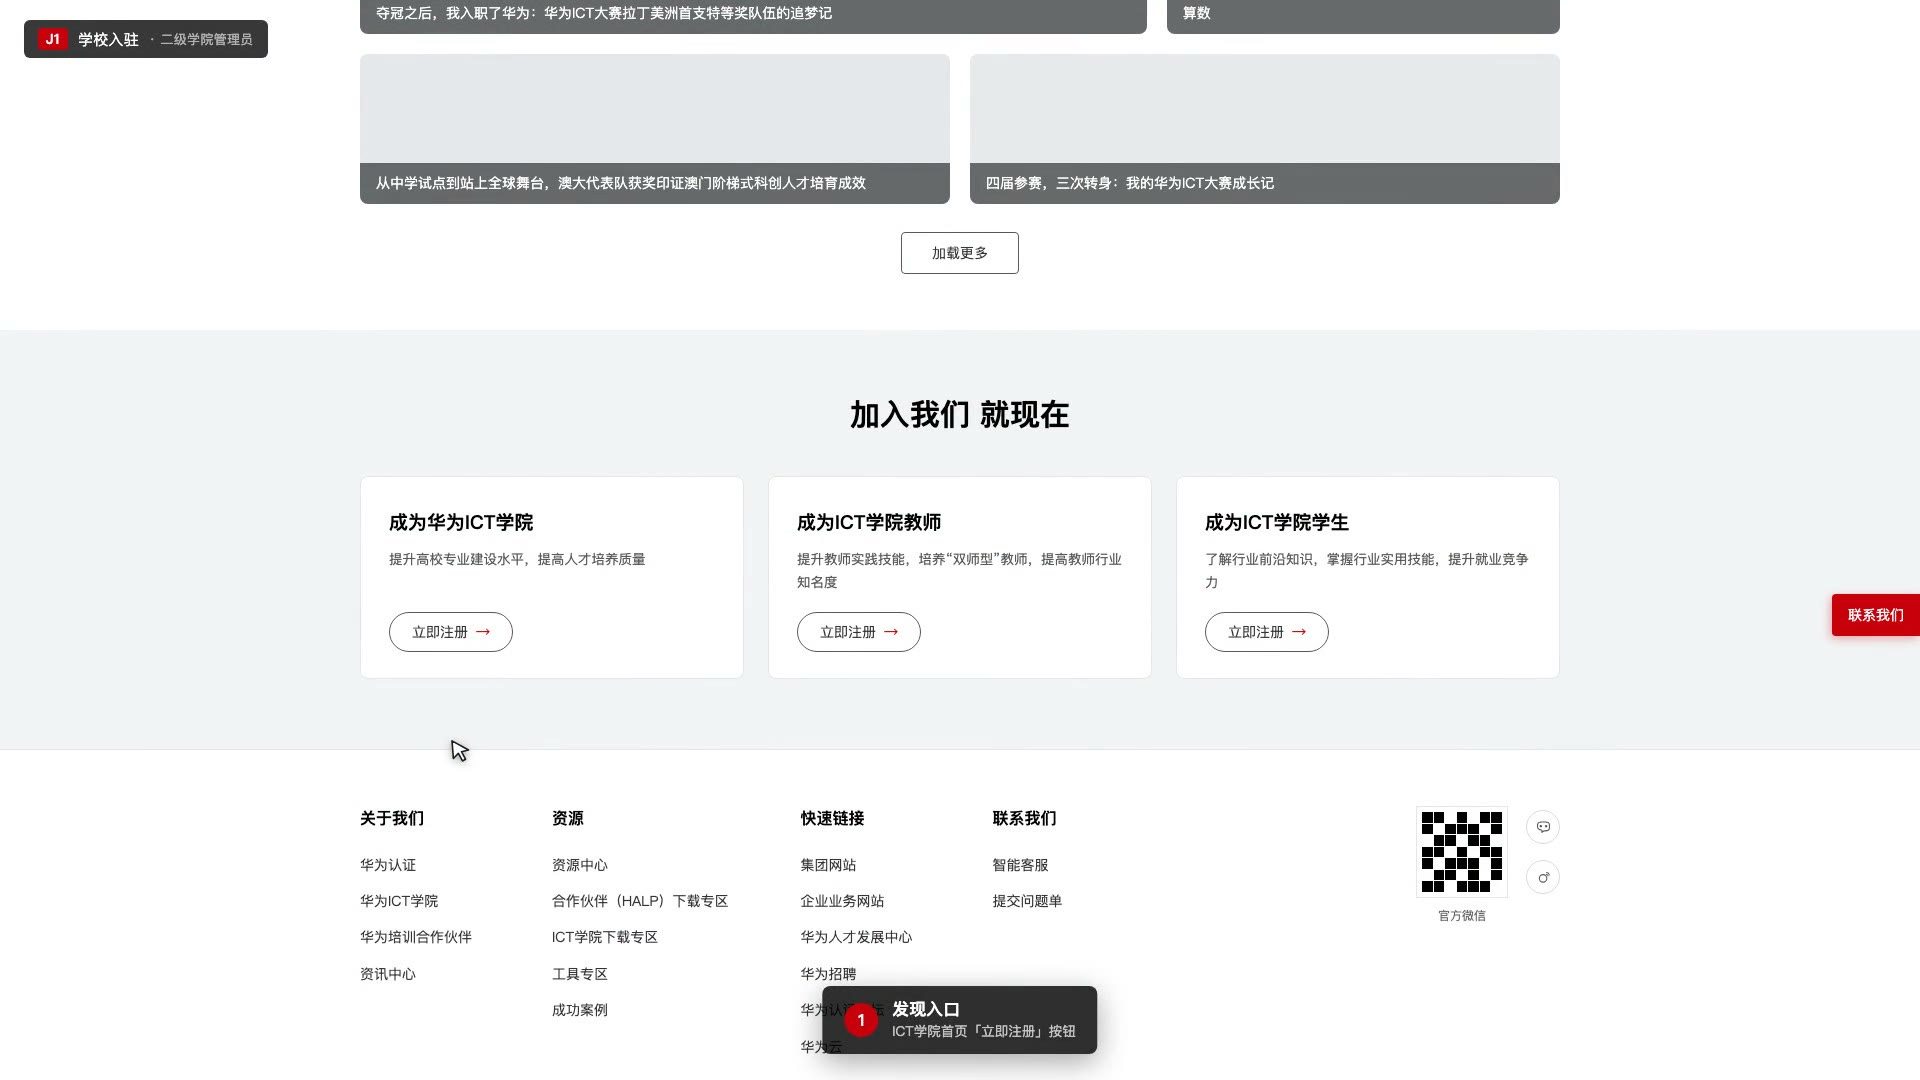 夺冠之后，我入职了华为：华为ICT大赛拉丁美洲首支特等奖队伍的追梦记
算数
J1 学校入驻 · 二级学院管理员
从中学试点到站上全球舞台，澳大代表队获奖印证澳门阶梯式科创人才培育成效
四届参赛，三次转身：我的华为ICT大赛成长记
加载更多
加入我们 就现在
成为华为ICT学院
提升高校专业建设水平，提高人才培养质量
立即注册 →
成为ICT学院教师
提升教师实践技能，培养“双师型”教师，提高教师行业
知名度
立即注册 →
成为ICT学院学生
了解行业前沿知识，掌握行业实用技能，提升就业竞争
力
立即注册 →
联系我们
关于我们
华为认证
华为ICT学院
华为培训合作伙伴
资讯中心
资源
资源中心
合作伙伴（HALP）下载专区
ICT学院下载专区
工具专区
成功案例
快速链接
集团网站
企业业务网站
华为人才发展中心
华为招聘
华为认证论坛
华为云
联系我们
智能客服
提交问题单
官方微信
1 发现入口
ICT学院首页「立即注册」按钮